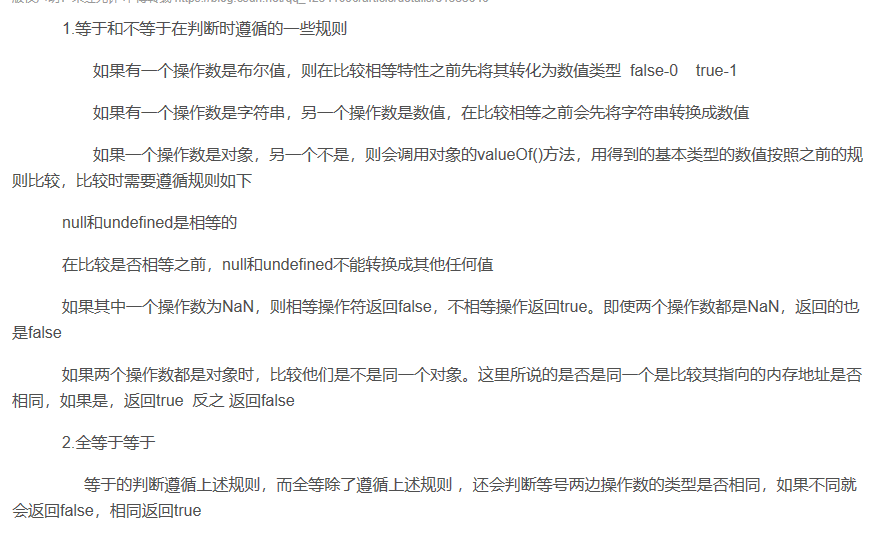 1.等于和不等于在判断时遵循的一些规则
如果有一个操作数是布尔值，则在比较相等特性之前先将其转化为数值类型 false-0 true-1
如果有一个操作数是字符串，另一个操作数是数值，在比较相等之前会先将字符串转换成数值
如果一个操作数是对象，另一个不是，则会调用对象的valueOf()方法，用得到的基本类型的数值按照之前的规
则比较，比较时需要遵循规则如下
null和undefined是相等的
在比较是否相等之前，null和undefined不能转换成其他任何值
如果其中一个操作数为NaN，则相等操作符返回false，不相等操作返回true。即使两个操作数都是NaN，返回的也
是false
如果两个操作数都是对象时，比较他们是不是同一个对象。这里所说的是否是同一个是比较其指向的内存地址是否
相同，如果是，返回true 反之 返回false
2.全等于等于
等于的判断遵循上述规则，而全等除了遵循上述规则 ，还会判断等号两边操作数的类型是否相同，如果不同就
会返回false，相同返回true